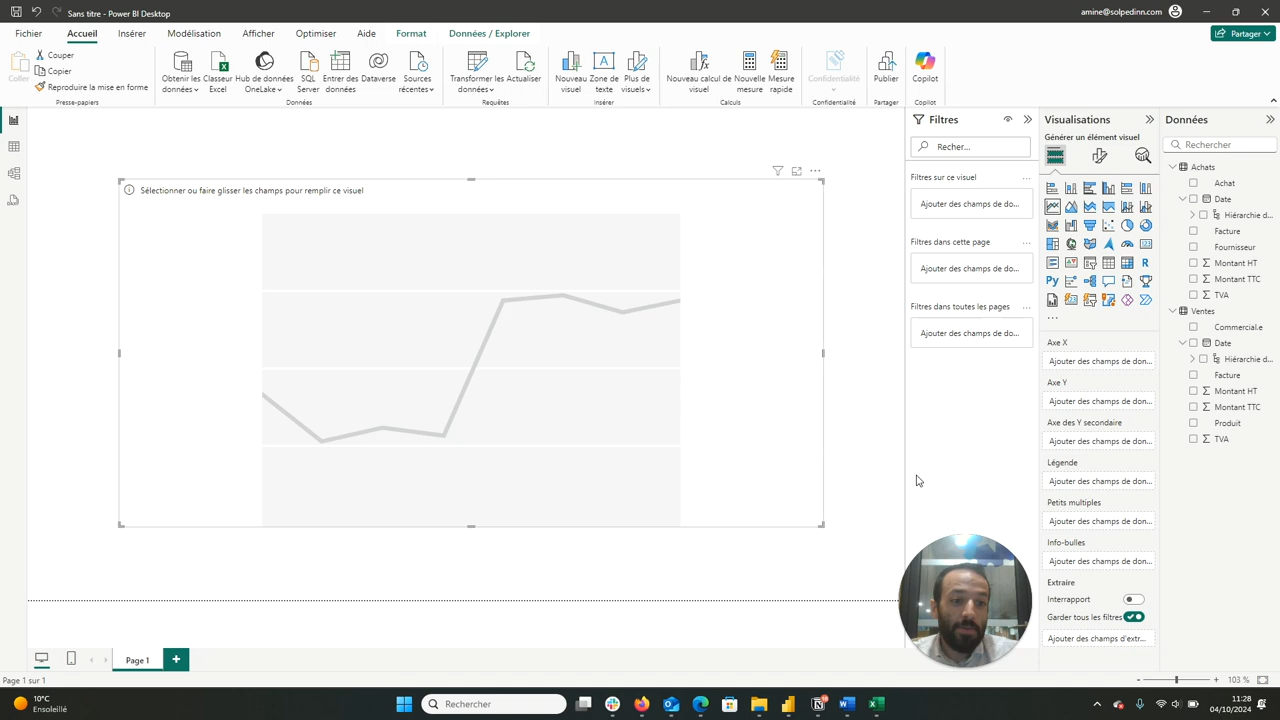 Sans titre - Power BI Desktop
amine@solpedinn.com
Fichier
Accueil
Insérer
Modélisation
Afficher
Optimiser
Aide
Format
Données / Explorer
Partager
Coller
Couper
Copier
Reproduire la mise en forme
Presse-papiers
Obtenir les
données
Classeur
Excel
Hub de données
OneLake
SQL
Server
Entrer des
données
Dataverse
Sources
récentes
Données
Transformer les
données
Actualiser
Requêtes
Nouveau
visuel
Zone de
texte
Plus de
visuels
Insérer
Nouveau calcul de
visuel
Nouvelle
mesure
Mesure
rapide
Calculs
Confidentialité
Confidentialité
Publier
Partager
Copilot
Copilot
Sélectionner ou faire glisser les champs pour remplir ce visuel
Filtres
Recher...
Filtres sur ce visuel
Ajouter des champs de do...
Filtres dans cette page
Ajouter des champs de do...
Filtres dans toutes les pages
Ajouter des champs de do...
Visualisations
Générer un élément visuel
123
R
Py
Axe X
Ajouter des champs de don...
Axe Y
Ajouter des champs de don...
Axe des Y secondaire
Ajouter des champs de don...
Légende
Ajouter des champs de don...
Petits multiples
Ajouter des champs de don...
Info-bulles
Ajouter des champs de don...
Extraire
Interrapport
Garder tous les filtres
Ajouter des champs d'extr...
Données
Rechercher
Achats
Achat
Date
Hiérarchie d...
Facture
Fournisseur
Montant HT
Montant TTC
TVA
Ventes
Commercial.e
Date
Hiérarchie d...
Facture
Montant HT
Montant TTC
Produit
TVA
Page 1
Page 1 sur 1
103 %
10°C
Ensoleillé
Rechercher
11:28
04/10/2024